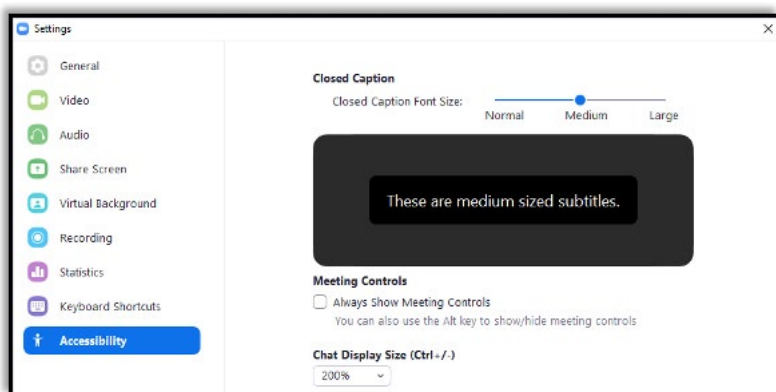 Settings
General
Video
Audio
Share Screen
Virtual Background
Recording
Statistics
Keyboard Shortcuts
Accessibility
Closed Caption
Closed Caption Font Size:
Normal Medium Large
These are medium sized subtitles.
Meeting Controls
Always Show Meeting Controls
You can also use the Alt key to show/hide meeting controls
Chat Display Size (Ctrl+/-)
200%